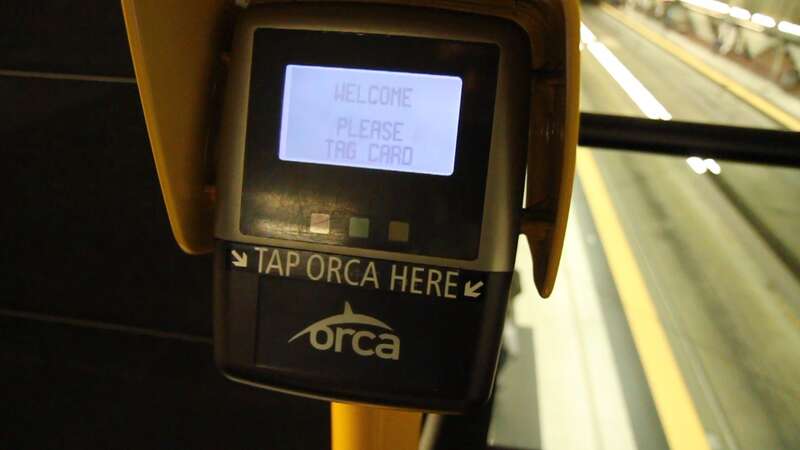 WELCOME
PLEASE
TAG CARD
TAP ORCA HERE
orca